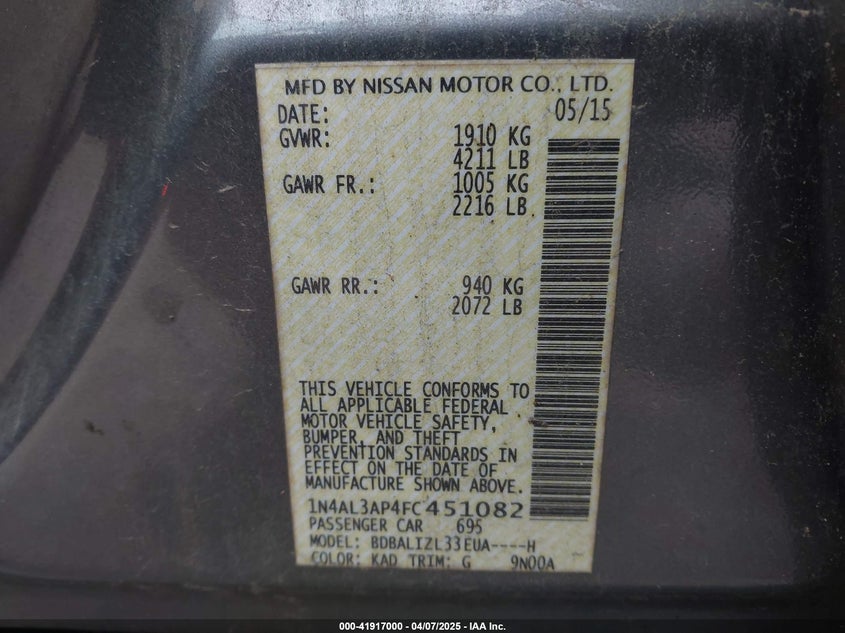 MFD BY NISSAN MOTOR CO., LTD.
DATE: 05/15
GVWR: 1910 KG
4211 LB
GAWR FR.: 1005 KG
2216 LB
GAWR RR.: 940 KG
2072 LB
THIS VEHICLE CONFORMS TO
ALL APPLICABLE FEDERAL
MOTOR VEHICLE SAFETY,
BUMPER, AND THEFT
PREVENTION STANDARDS IN
EFFECT ON THE DATE OF
MANUFACTURE SHOWN ABOVE.
1N4AL3AP4FC451082
PASSENGER CAR 695
MODEL: BDBALIZL33EUA----H
COLOR: KAD TRIM: G 9N00A
000-41917000 - 04/07/2025 - IAA Inc.